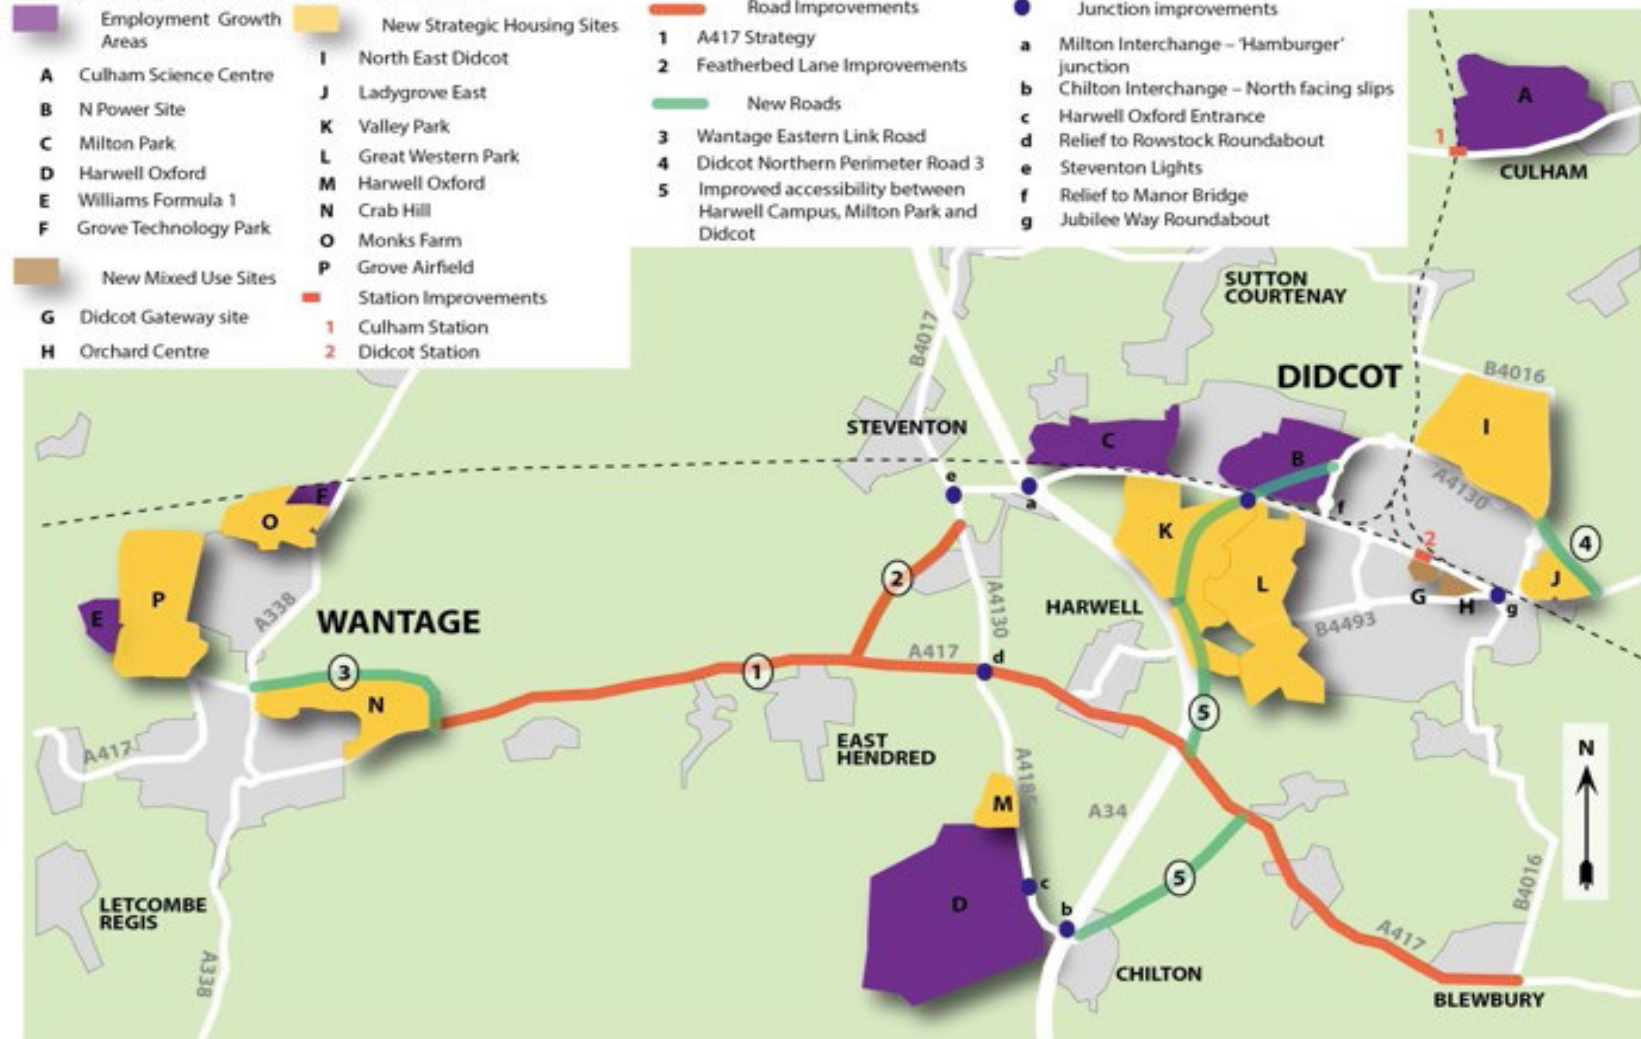 Employment Growth
Areas
A Culham Science Centre
B N Power Site
C Milton Park
D Harwell Oxford
E Williams Formula 1
F Grove Technology Park
New Mixed Use Sites
G Didcot Gateway site
H Orchard Centre
New Strategic Housing Sites
I North East Didcot
J Ladygrove East
K Valley Park
L Great Western Park
M Harwell Oxford
N Crab Hill
O Monks Farm
P Grove Airfield
Station Improvements
1 Culham Station
2 Didcot Station
Road Improvements
1 A417 Strategy
2 Featherbed Lane Improvements
New Roads
3 Wantage Eastern Link Road
4 Didcot Northern Perimeter Road 3
5 Improved accessibility between
Harwell Campus, Milton Park and
Didcot
Junction improvements
a Milton Interchange – ‘Hamburger’
junction
b Chilton Interchange – North facing slips
c Harwell Oxford Entrance
d Relief to Rowstock Roundabout
e Steventon Lights
f Relief to Manor Bridge
g Jubilee Way Roundabout
A
1
CULHAM
SUTTON
COURTENAY
B4017
DIDCOT
B4016
STEVENTON
C
B
I
e
a
f
A4130
F
O
K
2
4
P
2
L
J
E
A338
WANTAGE
A4130
HARWELL
G
H
g
B4493
3
1
A417
d
N
5
A417
EAST
HENDRED
N
A4185
M
A34
D
c
b
5
B4016
LETCOMBE
REGIS
A338
CHILTON
A417
BLEWBURY